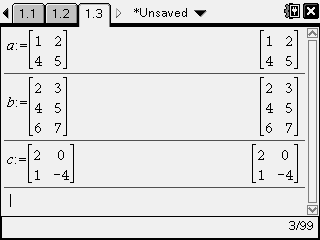 1.1 1.2 1.3 *Unsaved
a:=[1 2 [1 2
4 5] 4 5]
b:=[2 3 [2 3
4 5 4 5
6 7] 6 7]
c:=[2 0 [2 0
1 -4] 1 -4]
3/99